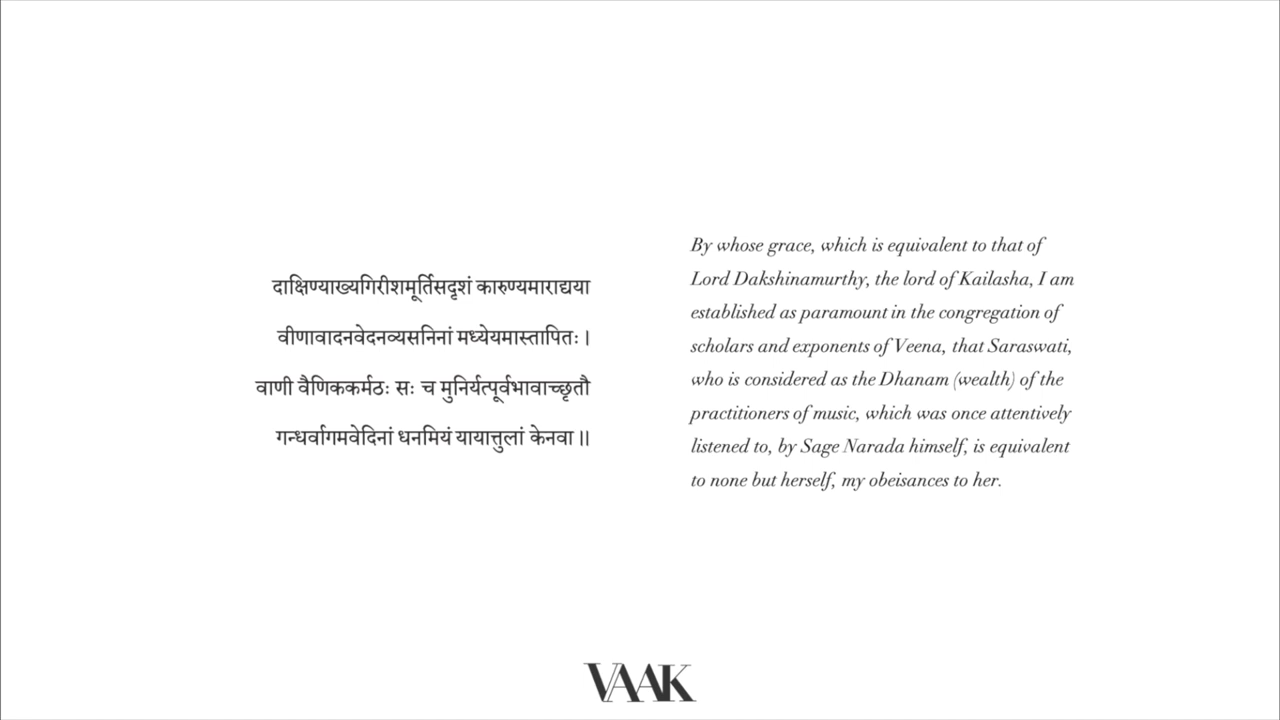 दाक्षिण्याख्यगिरीशमूर्तिसदृशं कारुण्यमाराद्यया
वीणावादनवेदनव्यसनिनां मध्येयमास्तापितः ।
वाणी वैणिककर्मठः सः च मुनिर्यत्पूर्वभावाच्छृतौ
गन्धर्वागमवेदिनां धनमियं यायात्तुलां केनवा ॥
By whose grace, which is equivalent to that of
Lord Dakshinamurthy, the lord of Kailasha, I am
established as paramount in the congregation of
scholars and exponents of Veena, that Saraswati,
who is considered as the Dhanam (wealth) of the
practitioners of music, which was once attentively
listened to, by Sage Narada himself, is equivalent
to none but herself, my obeisances to her.
VAAK